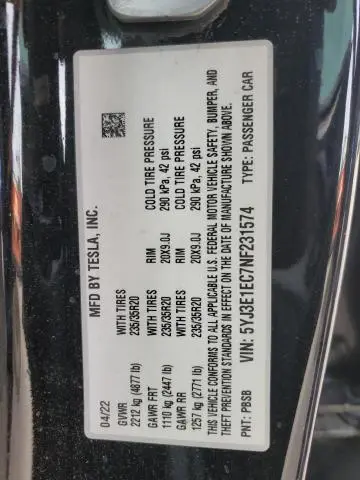 MFD BY TESLA, INC.
04/22
GVWR WITH TIRES RIM COLD TIRE PRESSURE
2212 kg (4877 lb) 235/35R20 20X9.0J 290 kPa, 42 psi
GAWR FRT WITH TIRES RIM COLD TIRE PRESSURE
1110 kg (2447 lb) 235/35R20 20X9.0J 290 kPa, 42 psi
GAWR RR
1257 kg (2771 lb) 235/35R20
THIS VEHICLE CONFORMS TO ALL APPLICABLE U.S. FEDERAL MOTOR VEHICLE SAFETY, BUMPER, AND
THEFT PREVENTION STANDARDS IN EFFECT ON THE DATE OF MANUFACTURE SHOWN ABOVE.
VIN: 5YJ3E1EC7NF231574
PNT: PBSB TYPE: PASSENGER CAR